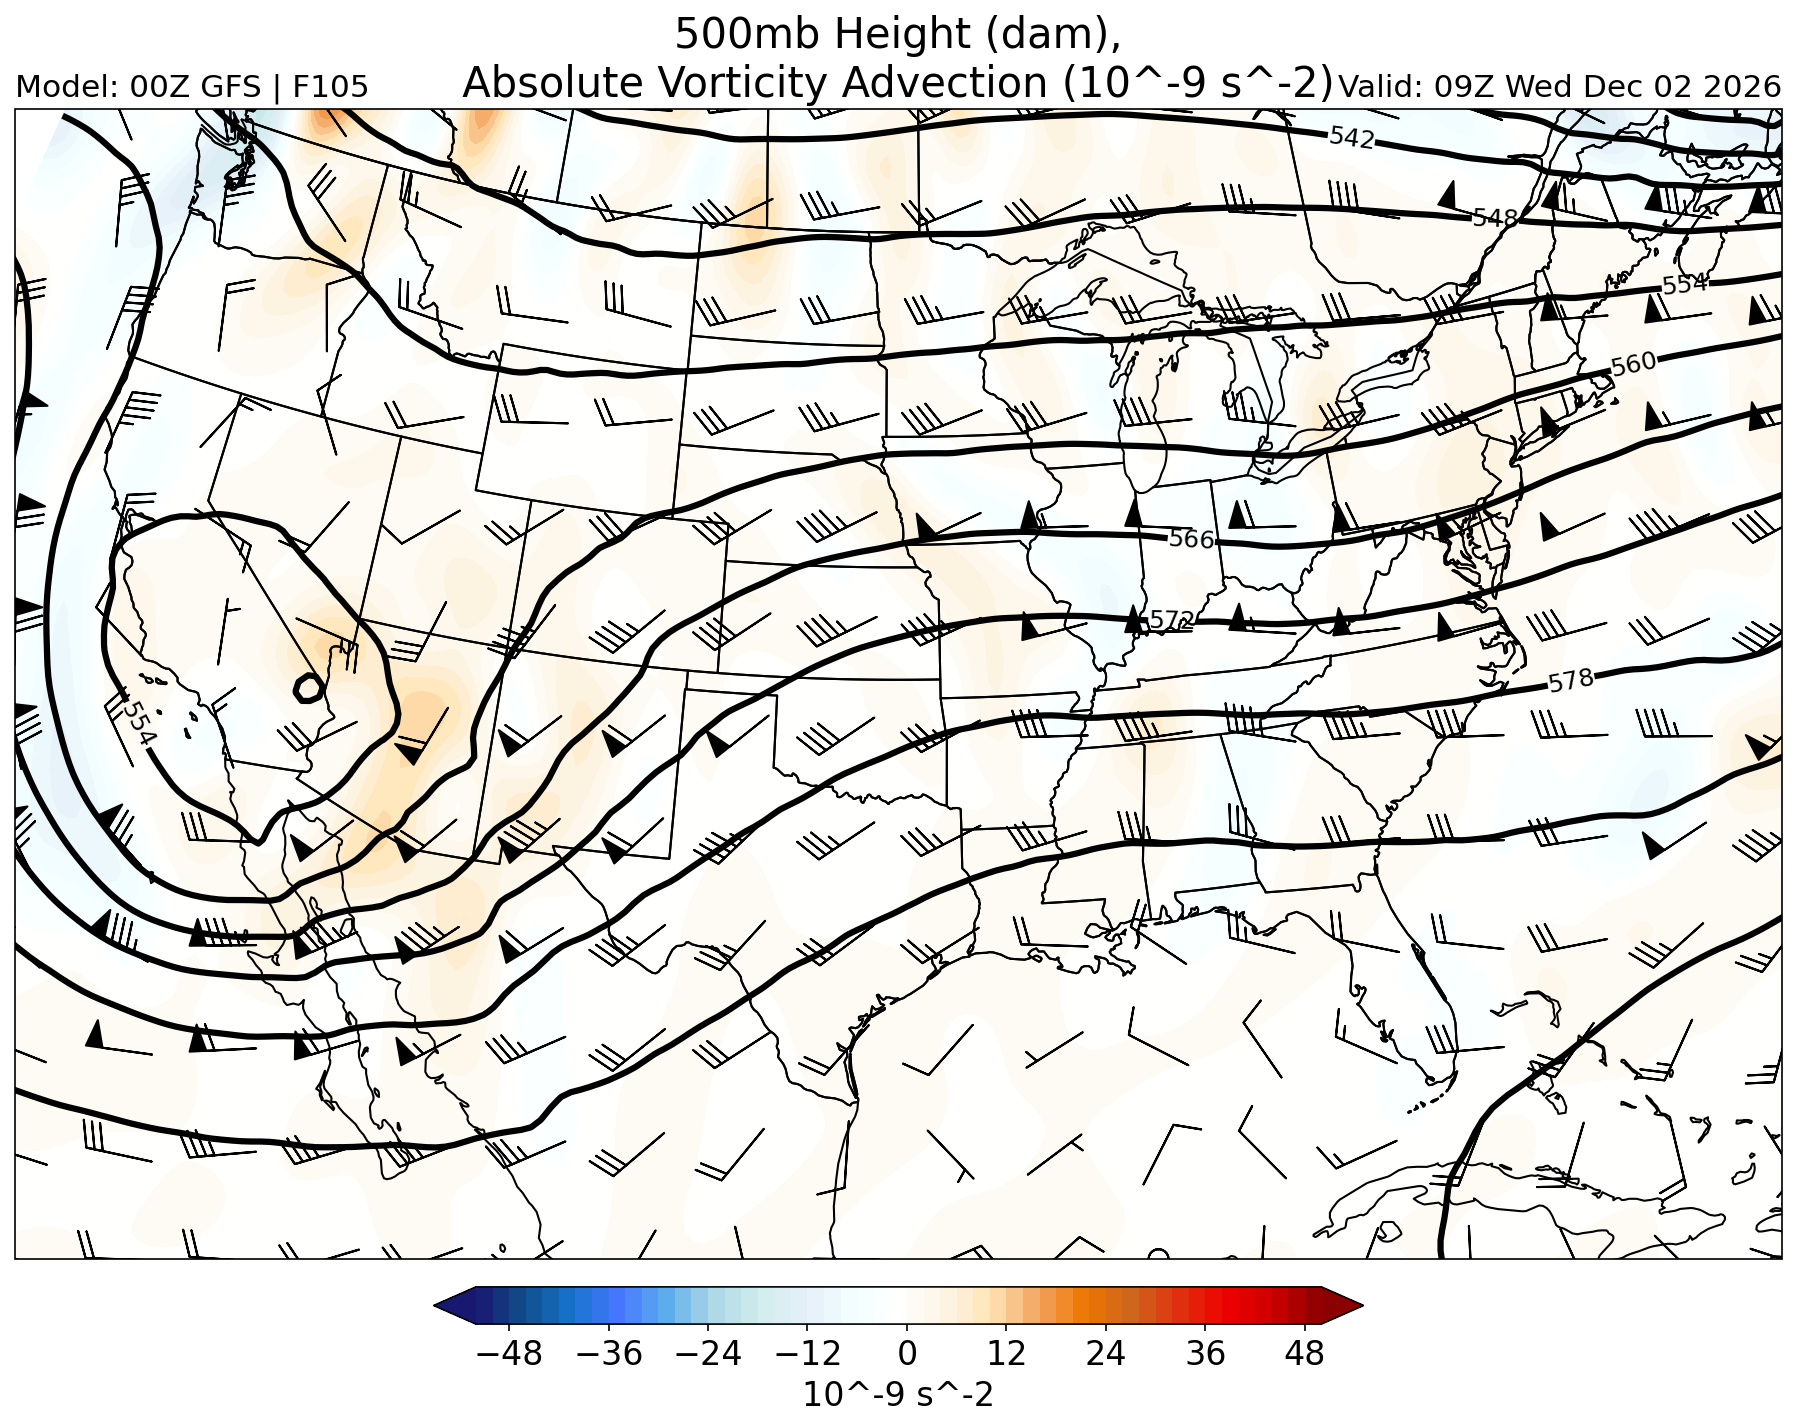 500mb Height (dam),
Model: 00Z GFS | F105
Absolute Vorticity Advection (10^-9 s^-2)
Valid: 09Z Wed Dec 02 2026
542
548
554
560
566
572
578
554
−48 −36 −24 −12 0 12 24 36 48
10^-9 s^-2